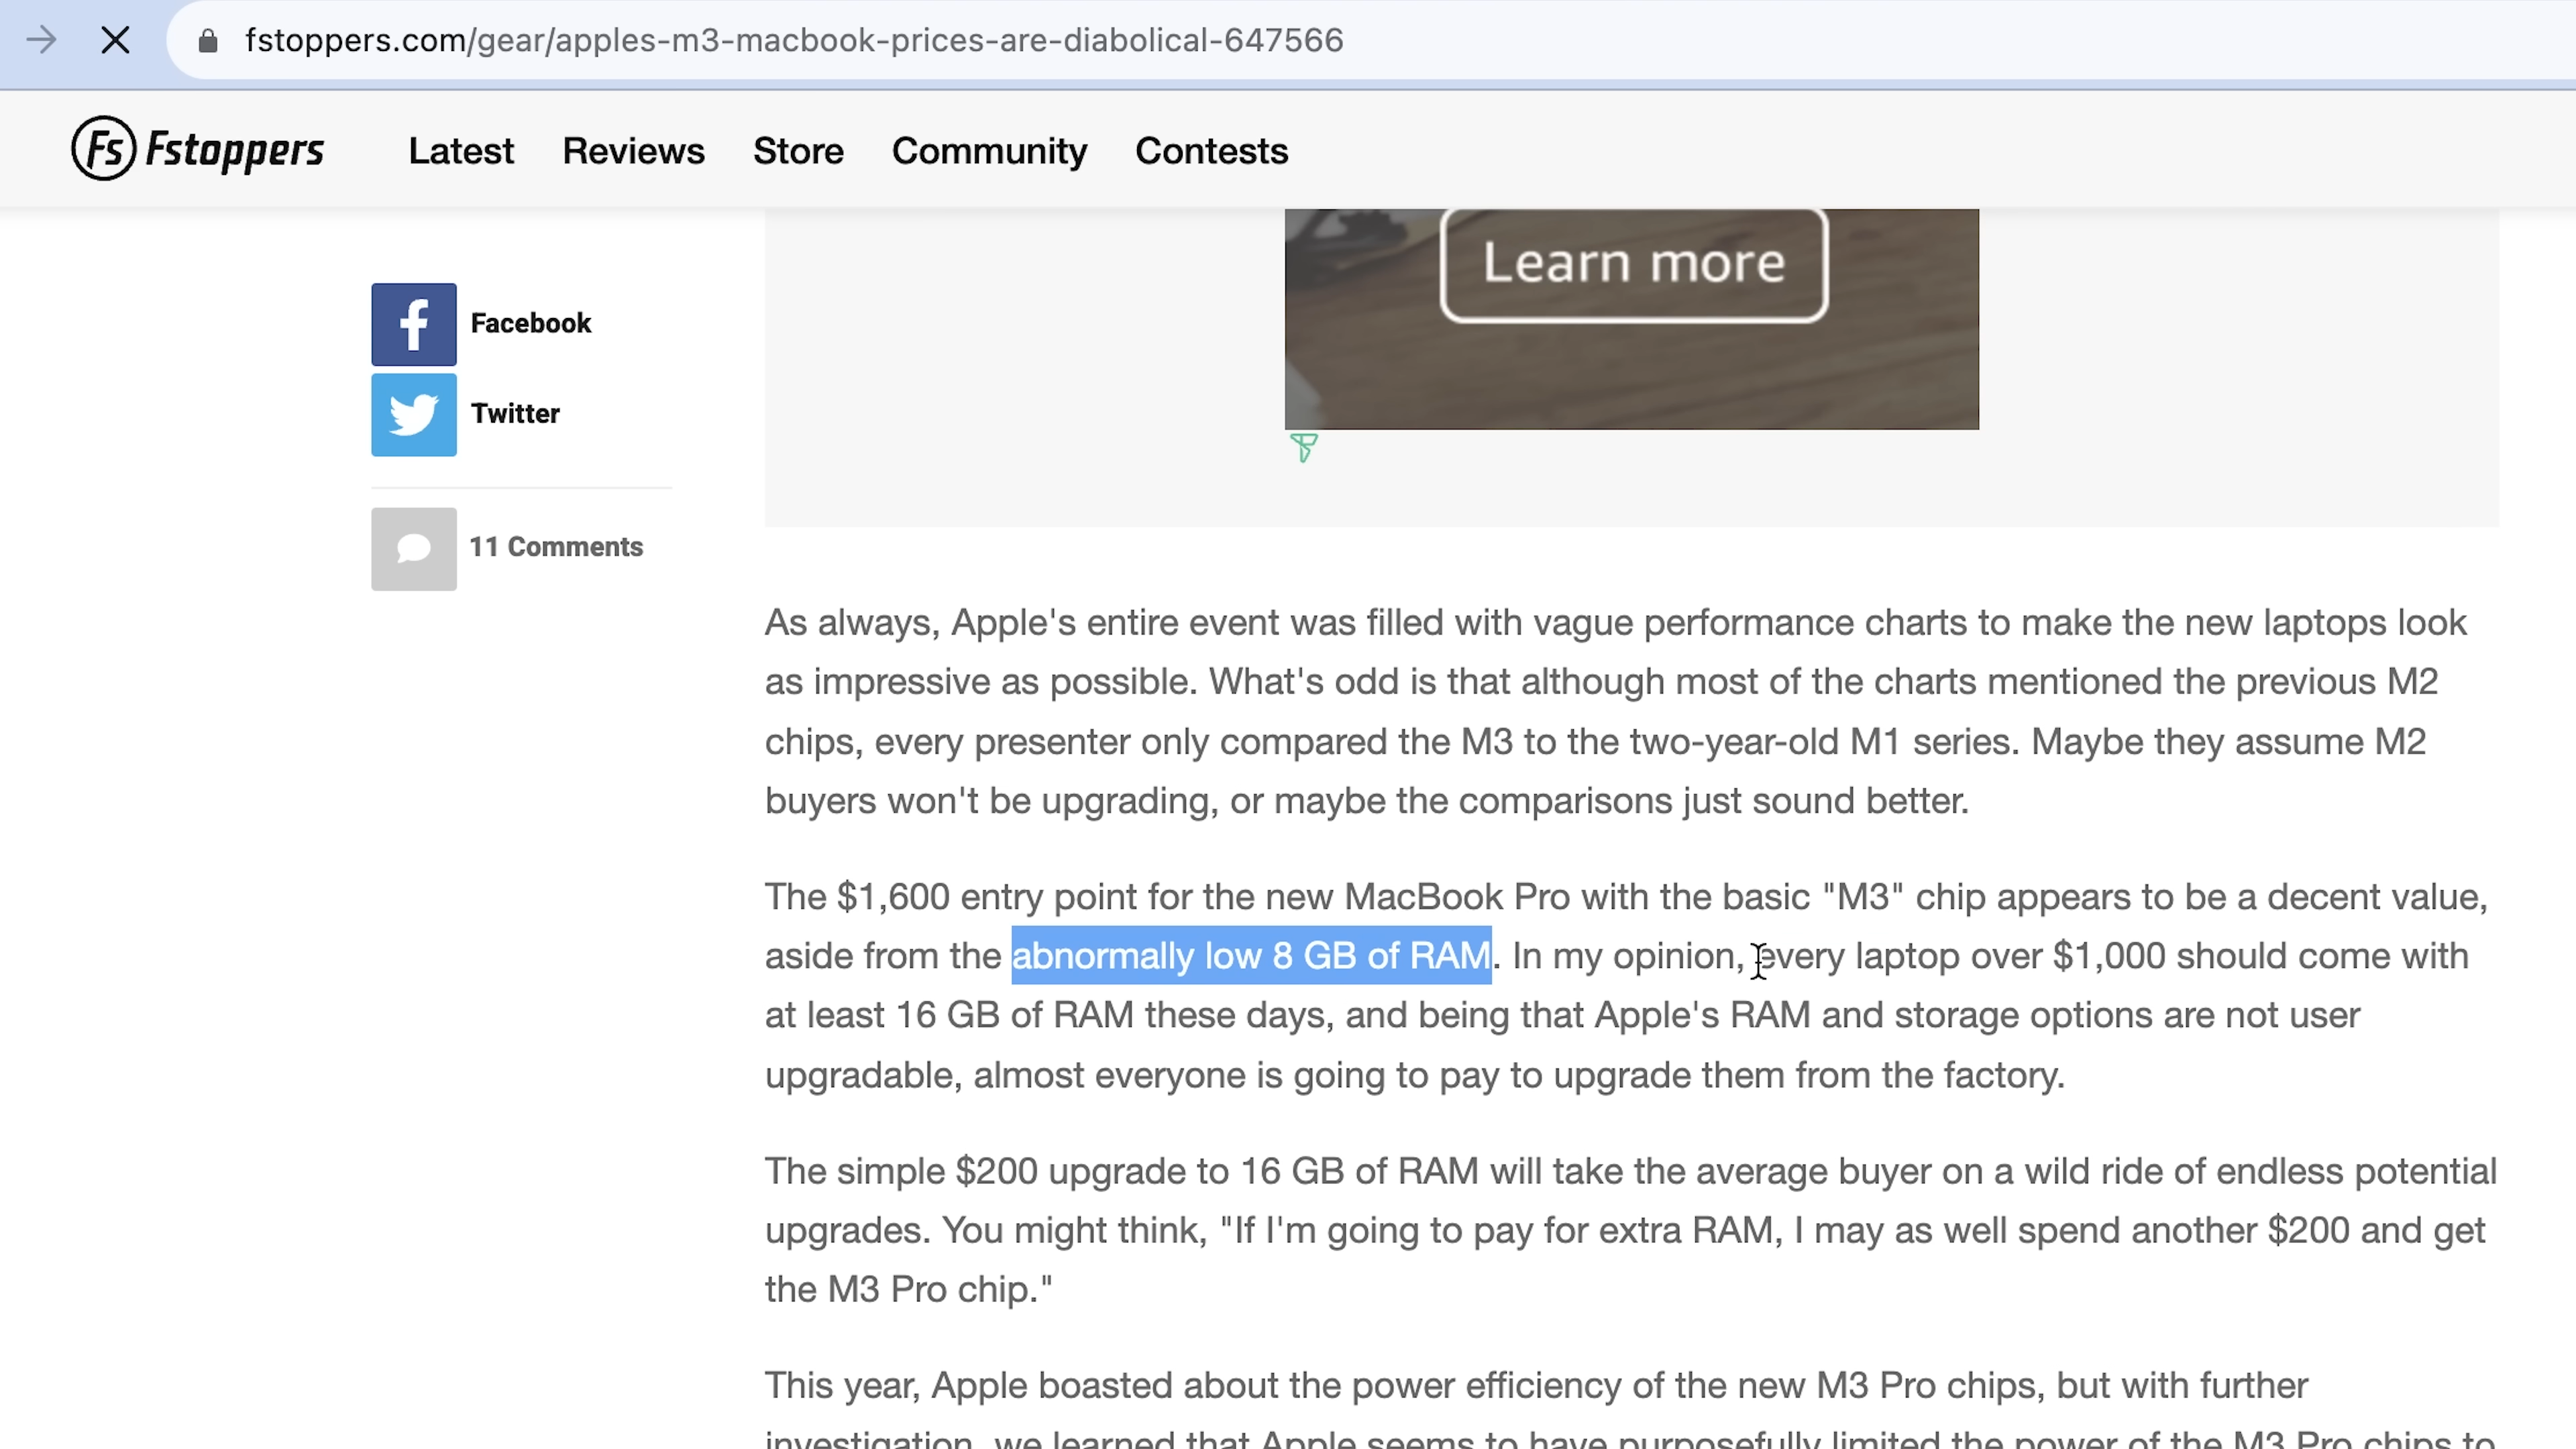 fstoppers.com/gear/apples-m3-macbook-prices-are-diabolical-647566
Fs Fstoppers
Latest Reviews Store Community Contests
Learn more
Facebook
Twitter
11 Comments
As always, Apple's entire event was filled with vague performance charts to make the new laptops look
as impressive as possible. What's odd is that although most of the charts mentioned the previous M2
chips, every presenter only compared the M3 to the two-year-old M1 series. Maybe they assume M2
buyers won't be upgrading, or maybe the comparisons just sound better.
The $1,600 entry point for the new MacBook Pro with the basic "M3" chip appears to be a decent value,
aside from the abnormally low 8 GB of RAM. In my opinion, every laptop over $1,000 should come with
at least 16 GB of RAM these days, and being that Apple's RAM and storage options are not user
upgradable, almost everyone is going to pay to upgrade them from the factory.
The simple $200 upgrade to 16 GB of RAM will take the average buyer on a wild ride of endless potential
upgrades. You might think, "If I'm going to pay for extra RAM, I may as well spend another $200 and get
the M3 Pro chip."
This year, Apple boasted about the power efficiency of the new M3 Pro chips, but with further
investigation, we learned that Apple seems to have purposefully limited the power of the M3 Pro chips to